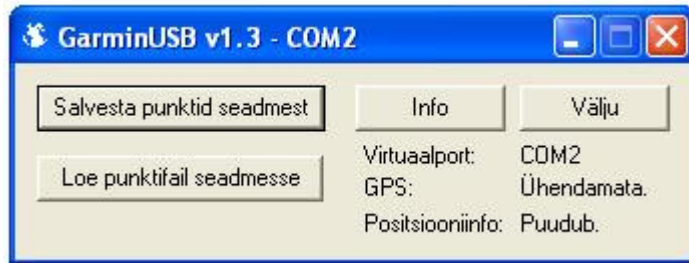 GarminUSB v1.3 - COM2
Salvesta punktid seadmest
Info
Välju
Loe punktifail seadmesse
Virtuaalport: COM2
GPS: Ühendamata.
Positsiooniinfo: Puudub.